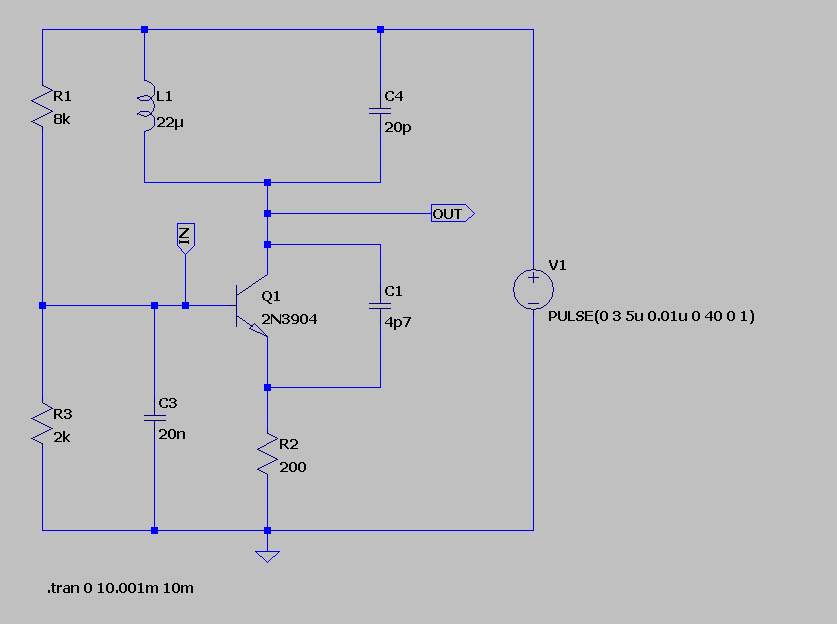 R1
8k
L1
22µ
C4
20p
OUT
IN
Q1
2N3904
C1
4p7
V1
PULSE(0 3 5u 0.01u 0 40 0 1)
R3
2k
C3
20n
R2
200
.tran 0 10.001m 10m